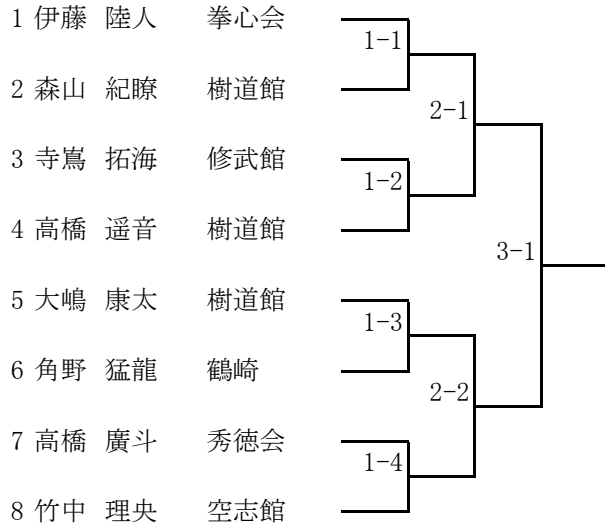 1 伊藤 陸人 拳心会
1-1
2 森山 紀瞭 樹道館
2-1
3 寺嶌 拓海 修武館
1-2
4 高橋 遥音 樹道館
3-1
5 大嶋 康太 樹道館
1-3
6 角野 猛龍 鶴崎
2-2
7 高橋 廣斗 秀徳会
1-4
8 竹中 理央 空志館